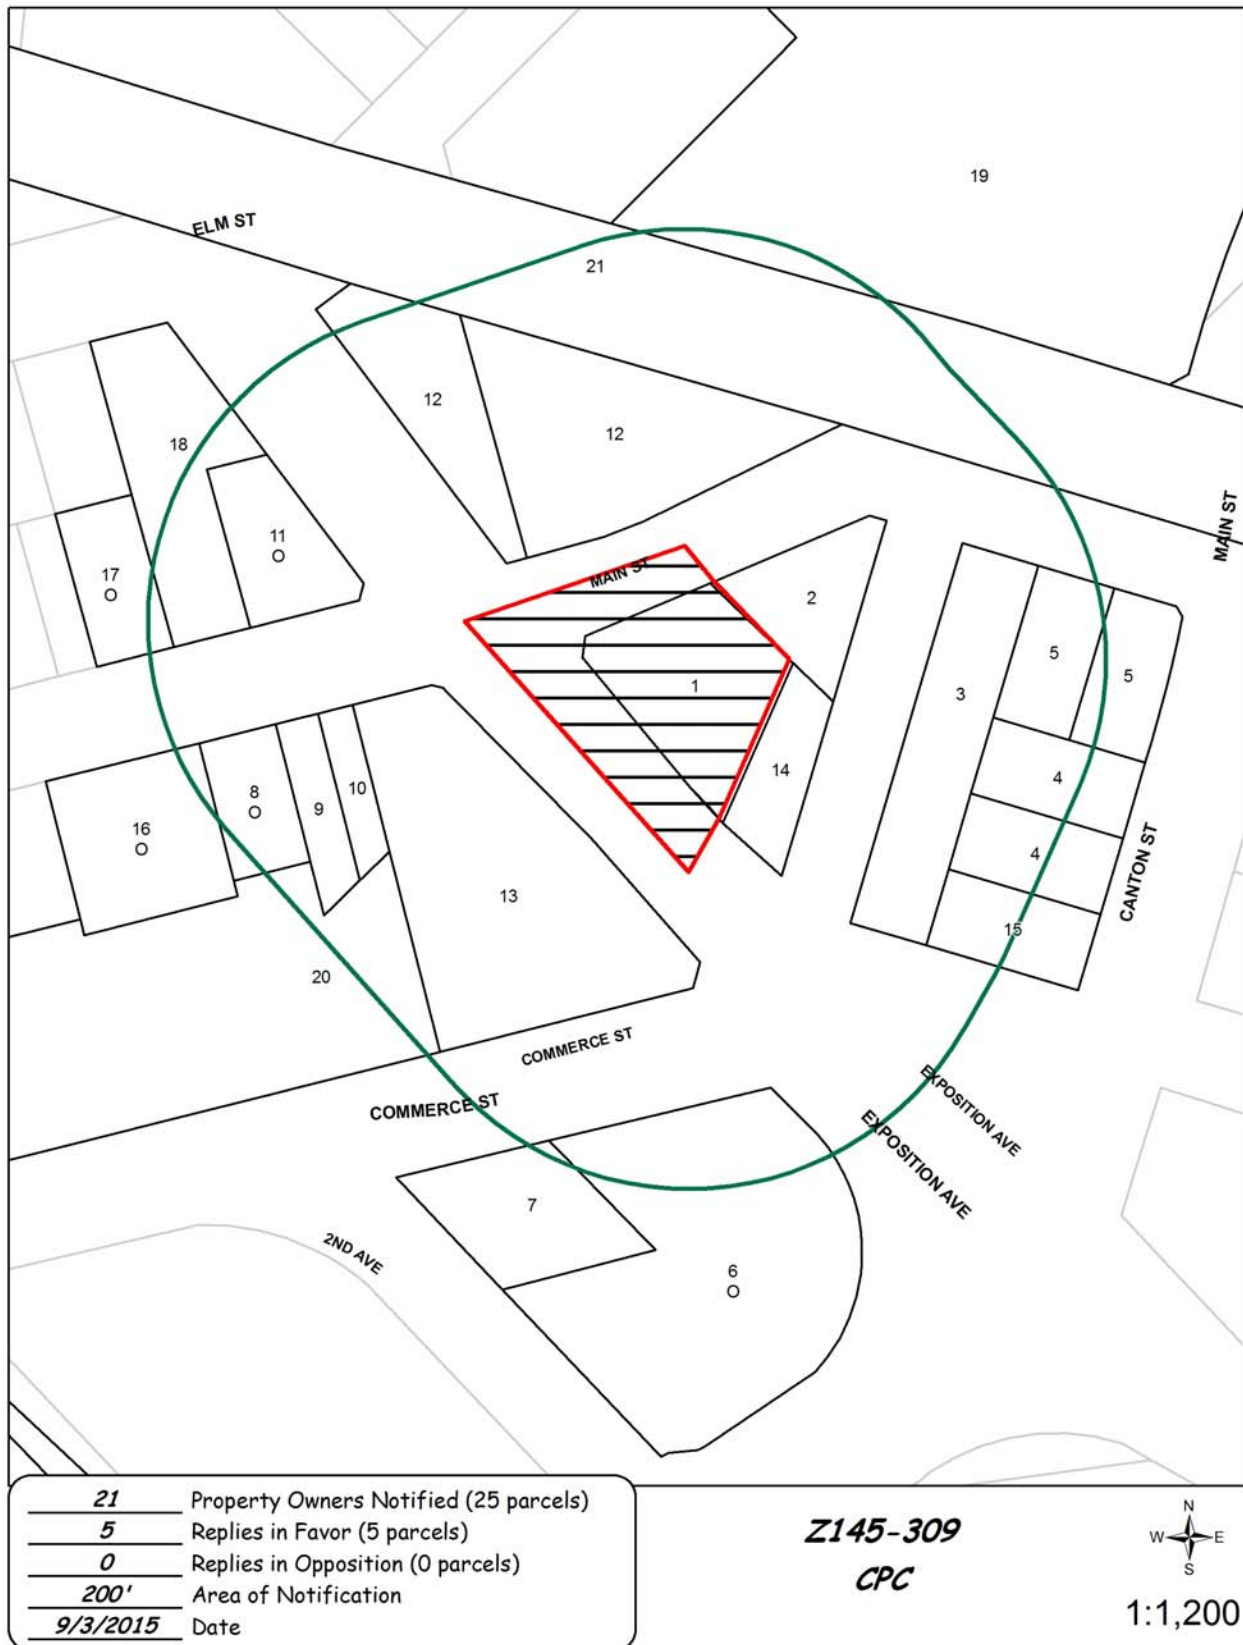 19
ELM ST
21
12
12
18
11
O
17
O
MAIN ST
MAIN ST
2
5
5
3
1
4
14
8
O
10
9
16
O
4
CANTON ST
13
15
20
COMMERCE ST
COMMERCE ST
EXPOSITION AVE
EXPOSITION AVE
7
2ND AVE
6
O
21 Property Owners Notified (25 parcels)
5 Replies in Favor (5 parcels)
0 Replies in Opposition (0 parcels)
200' Area of Notification
9/3/2015 Date
Z145-309
CPC
N
W E
S
1:1,200